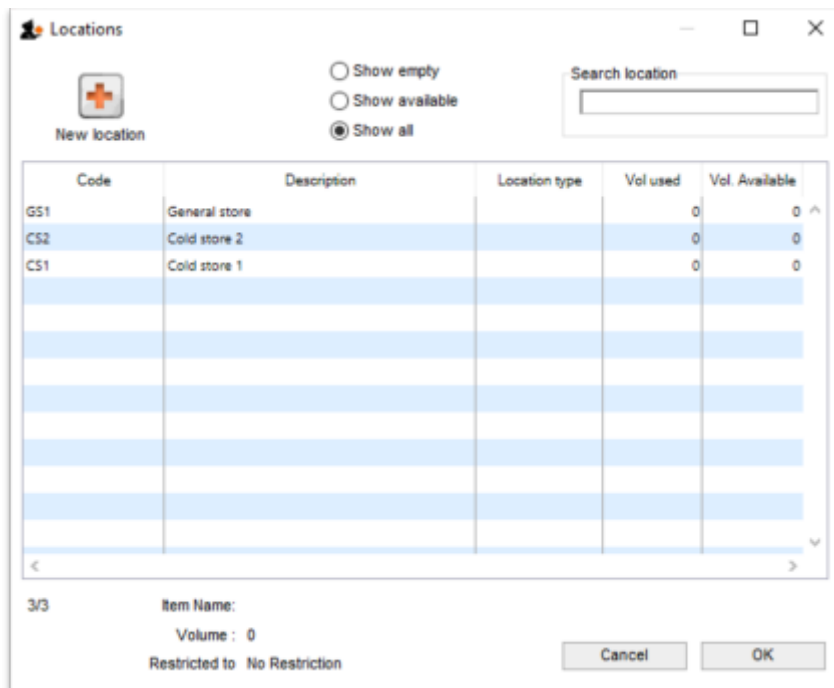 Locations
Show empty
Show available
Show all
Search location
New location
Code Description Location type Vol used Vol. Available
GS1 General store 0 0
CS2 Cold store 2 0 0
CS1 Cold store 1 0 0
3/3 Item Name:
Volume : 0
Restricted to No Restriction
Cancel OK